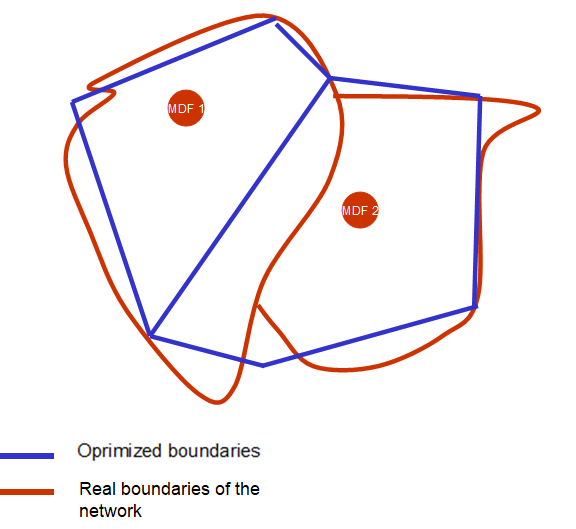 MDF 1
MDF 2
Oprimized boundaries
Real boundaries of the
network